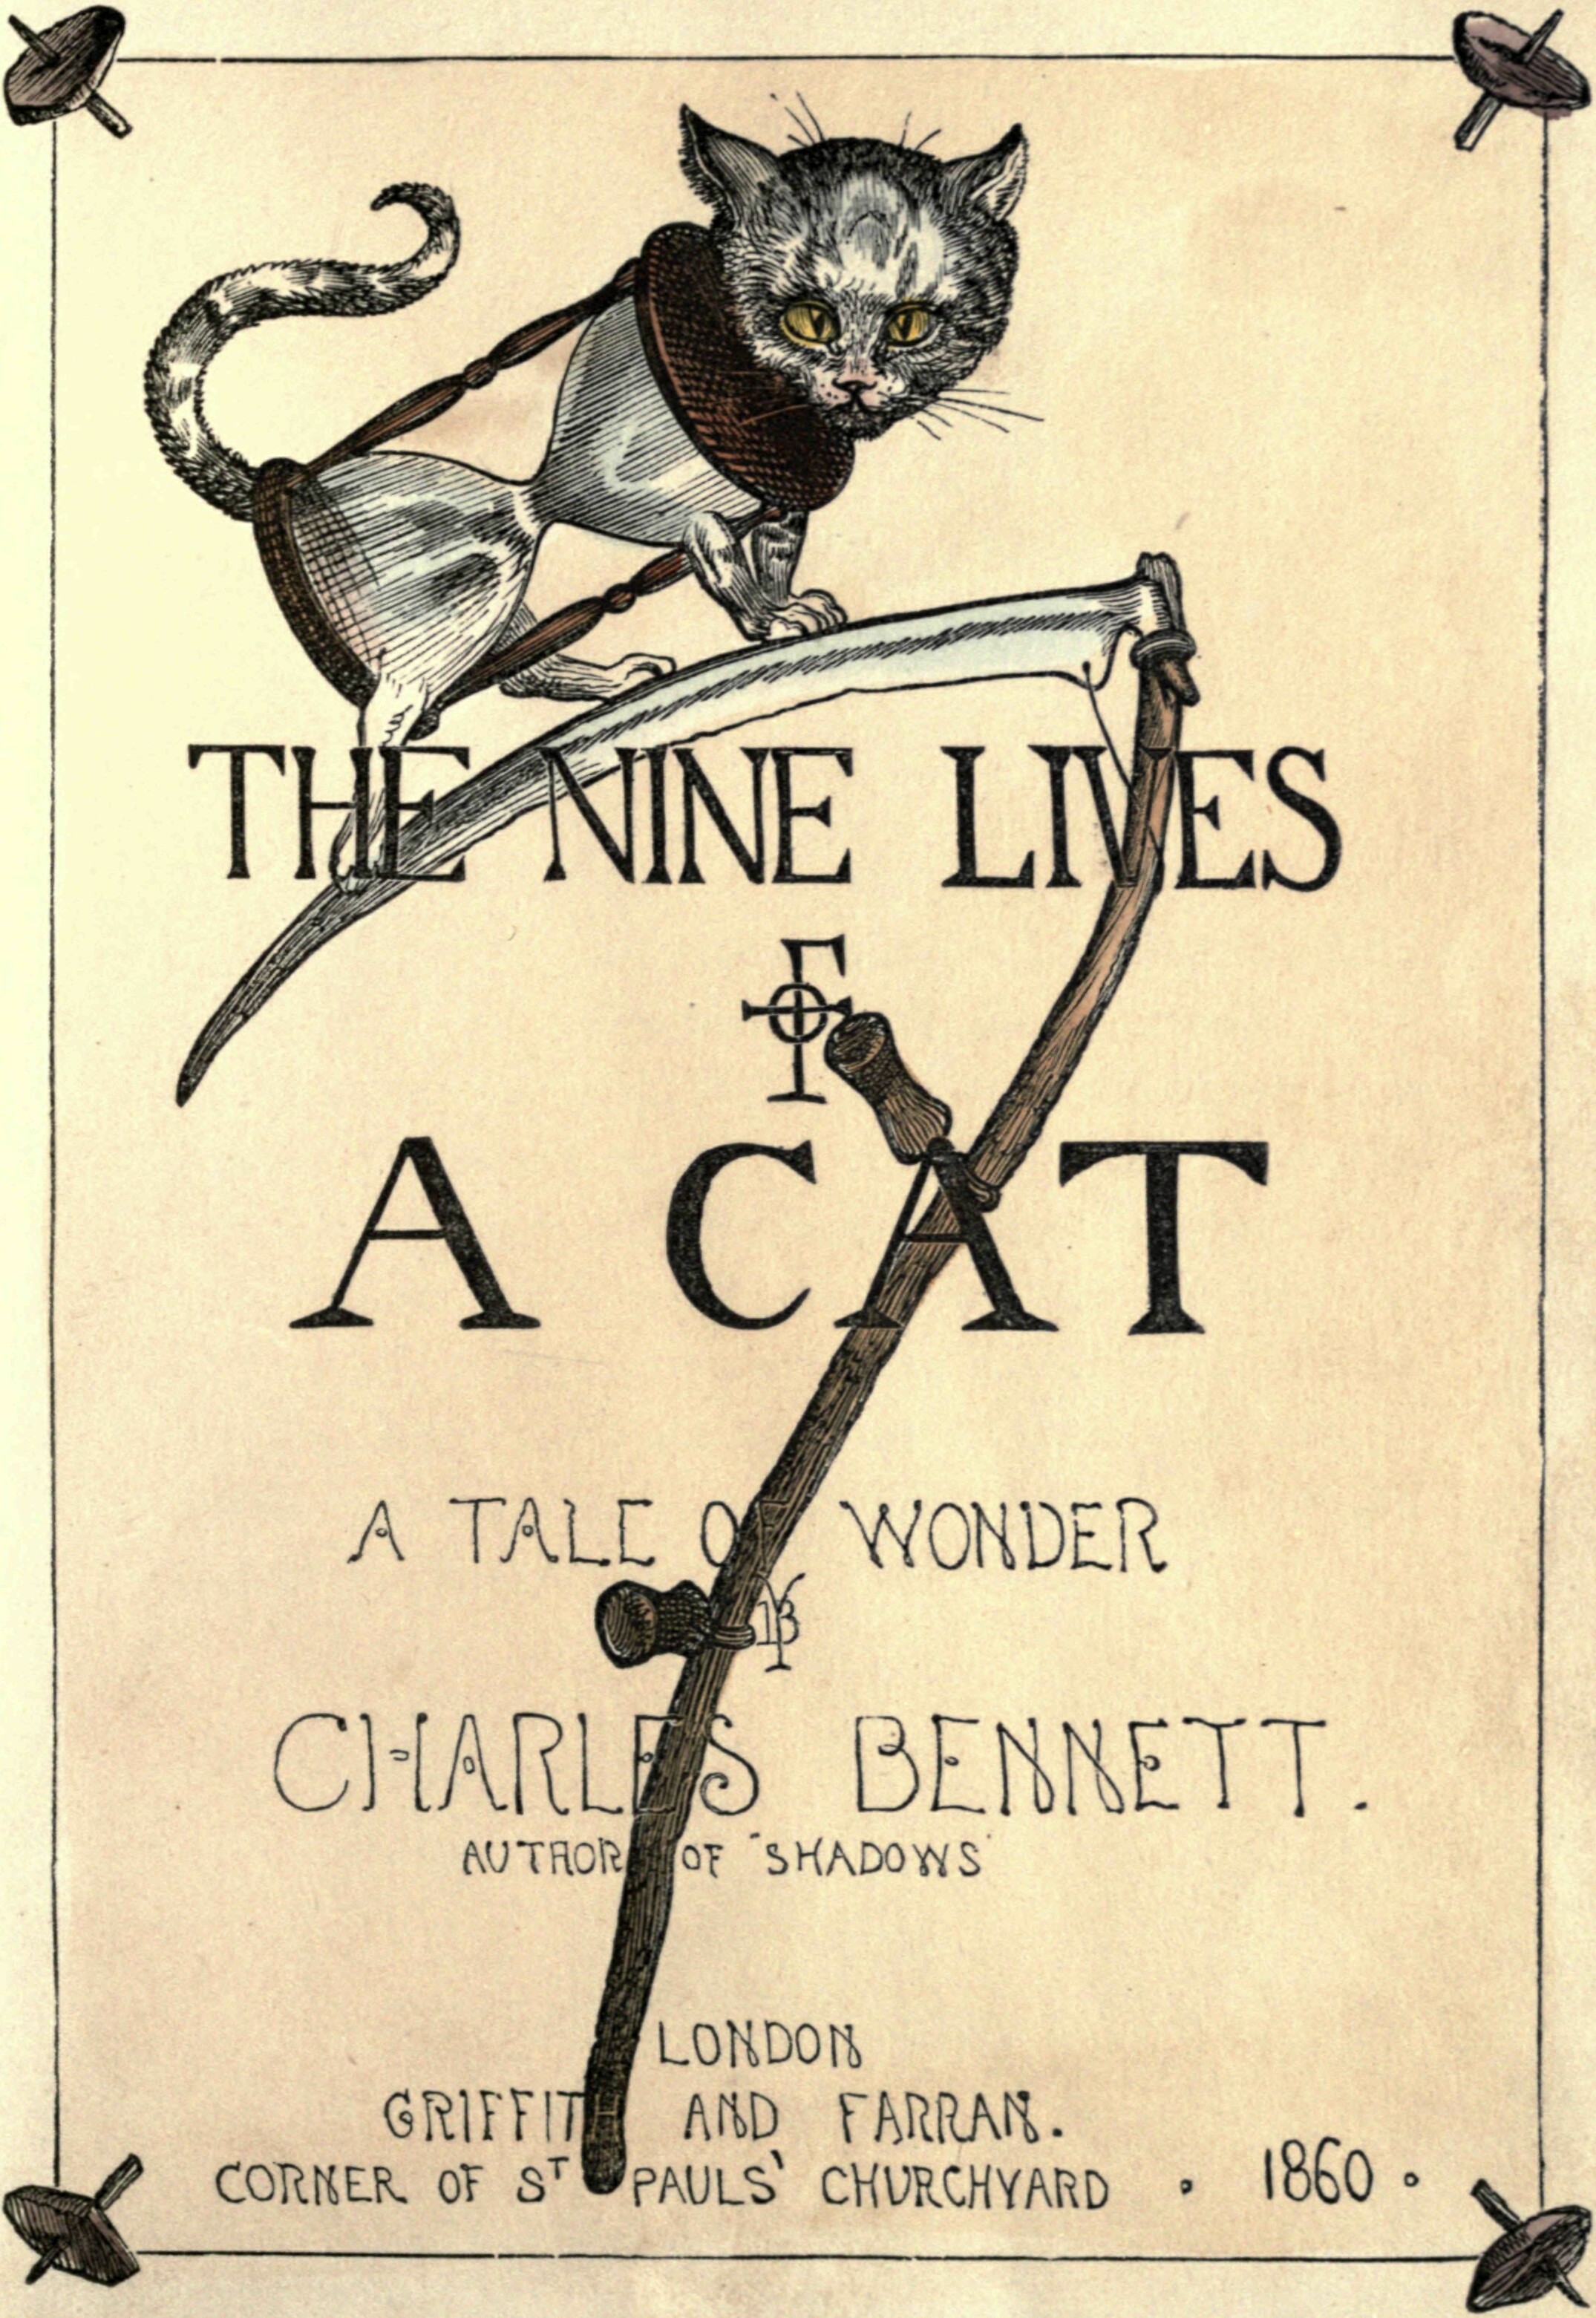 THE NINE LIVES
OF
A CAT
A TALE OF WONDER
BY
CHARLES BENNETT.
AUTHOR OF "SHADOWS"
LONDON
GRIFFITH AND FARRAN.
CORNER OF ST PAULS' CHURCHYARD . 1860 .